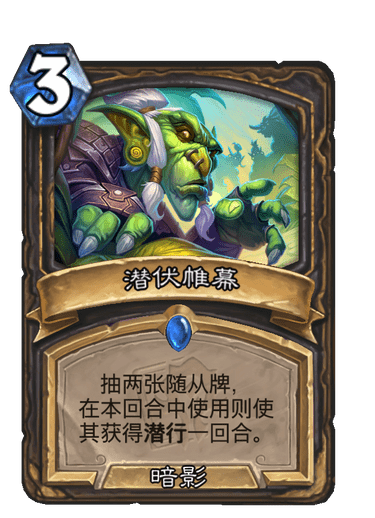 3
潜伏帷幕
抽两张随从牌，
在本回合中使用则使
其获得潜行一回合。
暗影